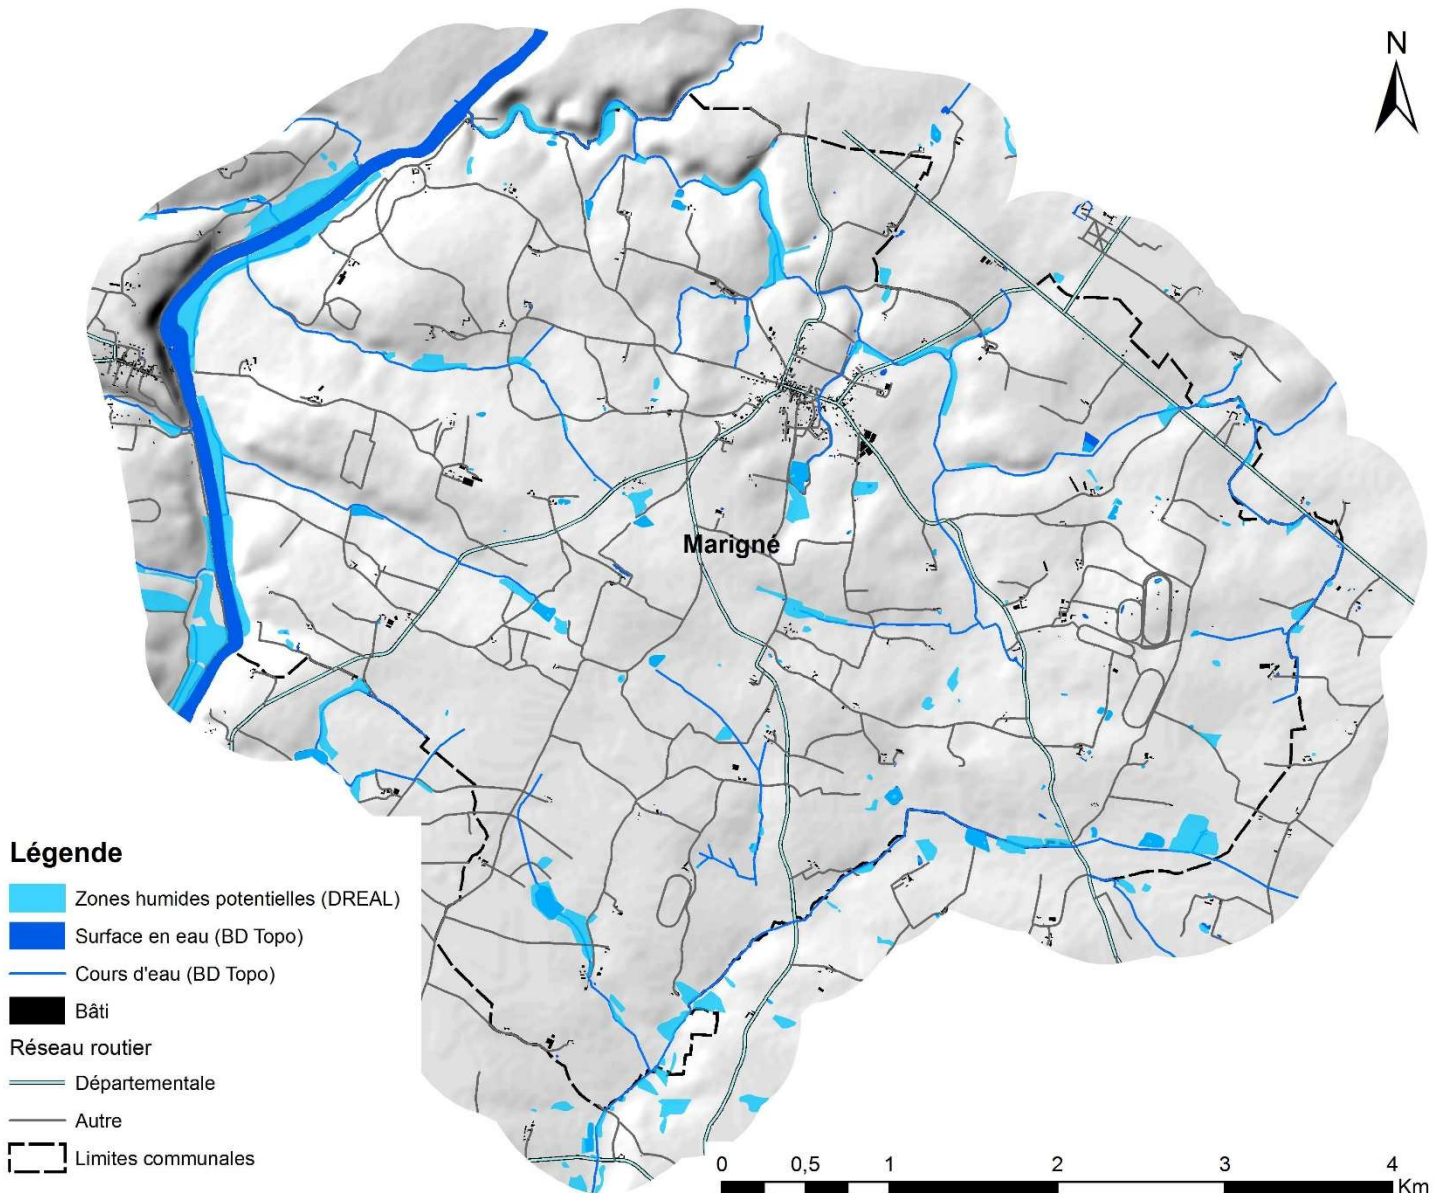 N
Marigné
Légende
Zones humides potentielles (DREAL)
Surface en eau (BD Topo)
Cours d'eau (BD Topo)
Bâti
Réseau routier
Départementale
Autre
Limites communales
0 0,5 1 2 3 4
Km